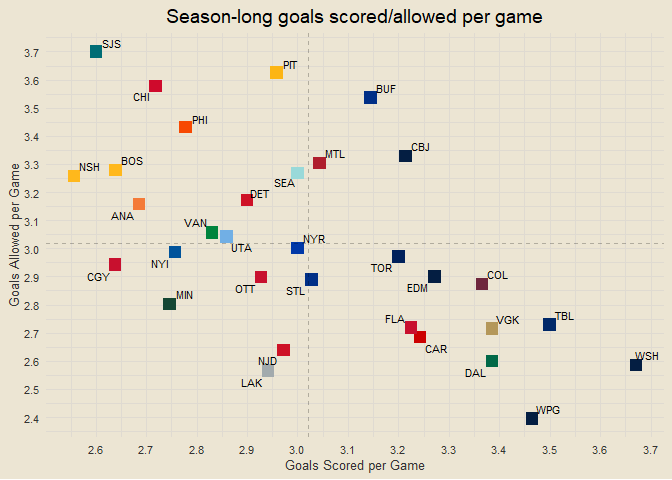 Season-long goals scored/allowed per game
Goals Allowed per Game
3.7
3.6
3.5
3.4
3.3
3.2
3.1
3.0
2.9
2.8
2.7
2.6
2.5
2.4
SJS
PIT
CHI
BUF
PHI
CBJ
MTL
BOS
NSH
SEA
DET
ANA
VAN
UTA
NYR
NYI
TOR
CGY
OTT
STL
EDM
COL
MIN
FLA
VGK
TBL
CAR
NJD
WSH
LAK
DAL
WPG
2.6 2.7 2.8 2.9 3.0 3.1 3.2 3.3 3.4 3.5 3.6 3.7
Goals Scored per Game